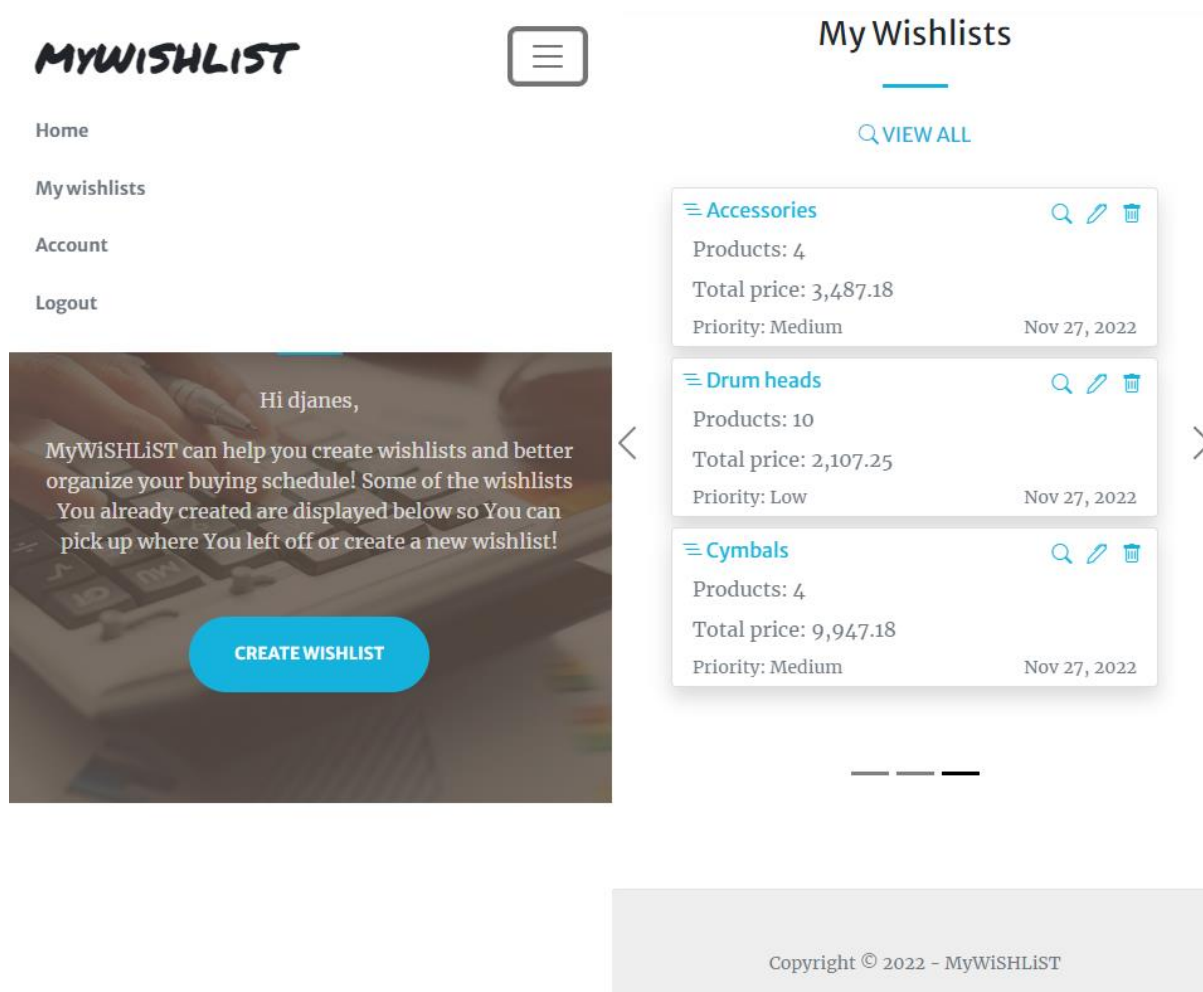 MyWiSHLiST
Home
My wishlists
Account
Logout
Hi djanes,
MyWiSHLiST can help you create wishlists and better
organize your buying schedule! Some of the wishlists
You already created are displayed below so You can
pick up where You left off or create a new wishlist!
CREATE WISHLIST
My Wishlists
VIEW ALL
Accessories
Products: 4
Total price: 3,487.18
Priority: Medium Nov 27, 2022
Drum heads
Products: 10
Total price: 2,107.25
Priority: Low Nov 27, 2022
Cymbals
Products: 4
Total price: 9,947.18
Priority: Medium Nov 27, 2022
Copyright © 2022 - MyWiSHLiST